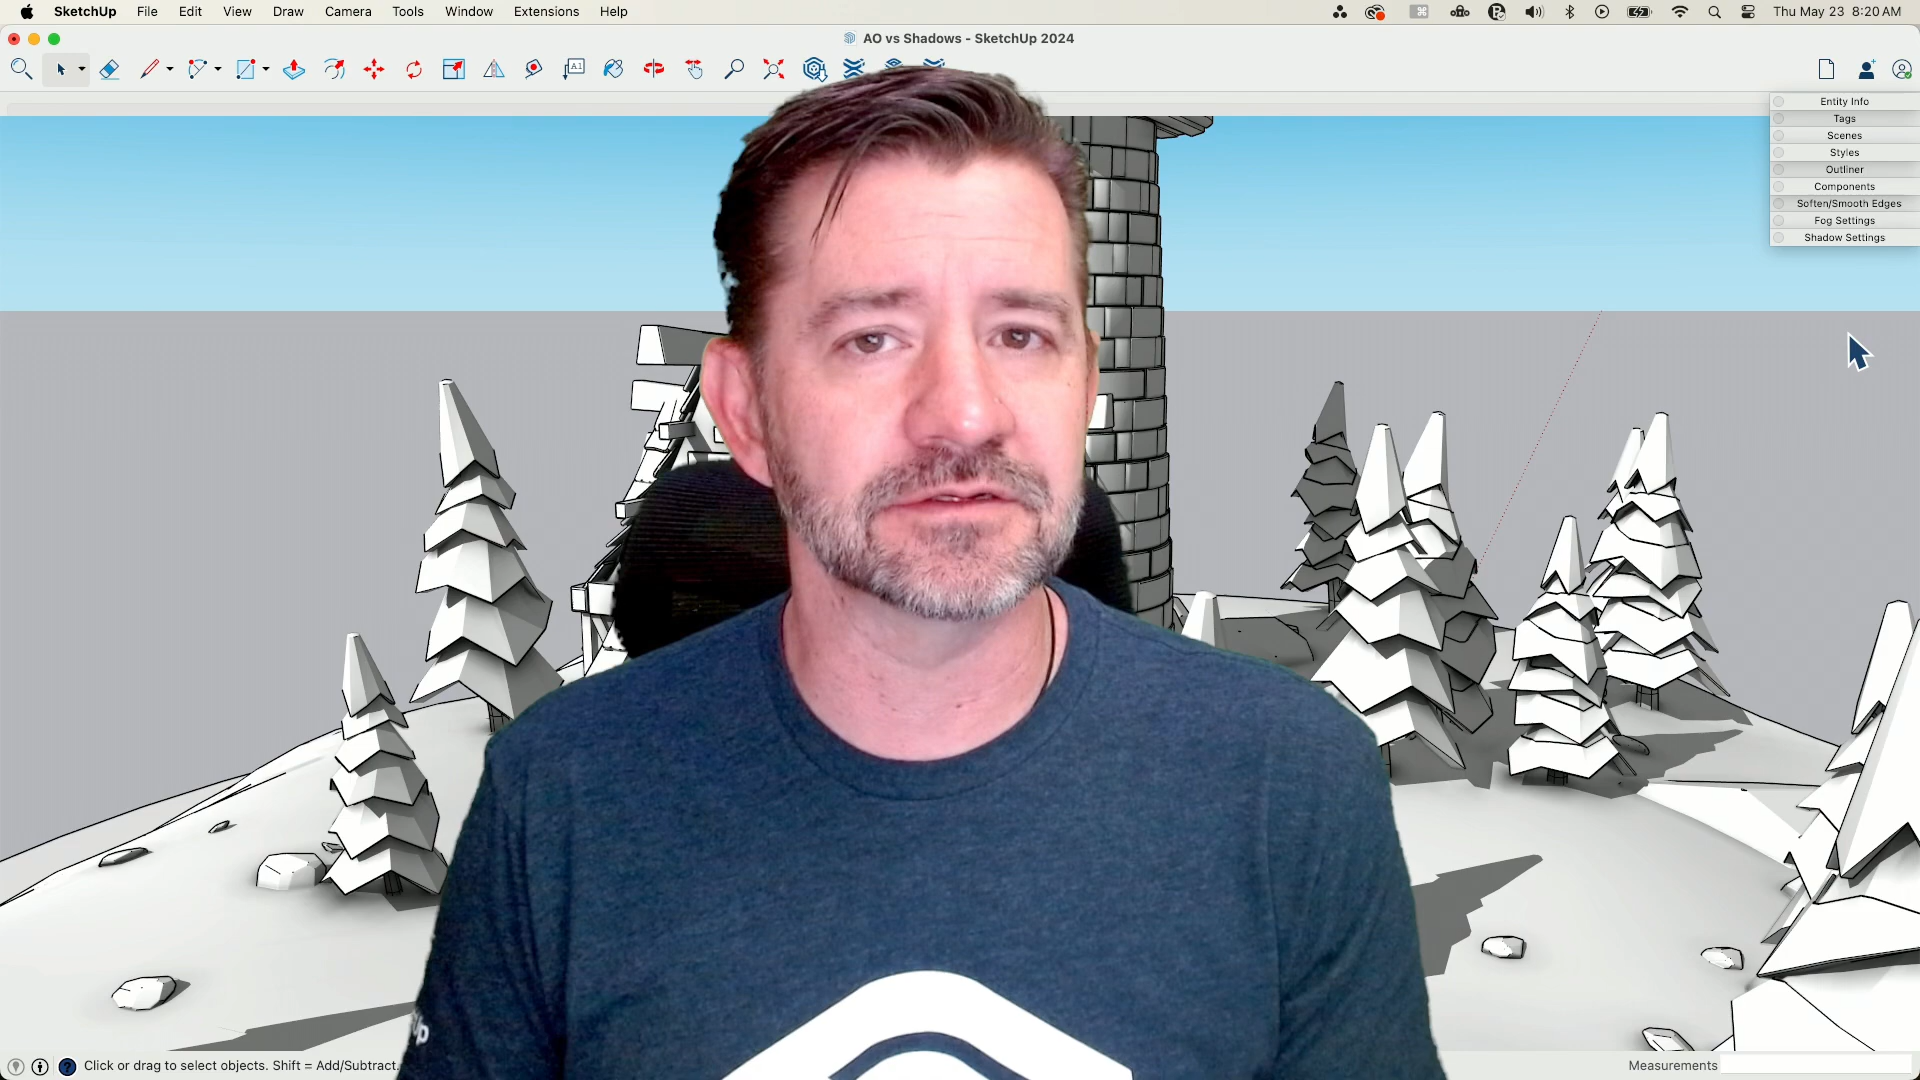 SketchUp File Edit View Draw Camera Tools Window Extensions Help Thu May 23 8:20 AM
AO vs Shadows - SketchUp 2024
A1
Entity Info
Tags
Scenes
Styles
Outliner
Components
Soften/Smooth Edges
Fog Settings
Shadow Settings
Up
Click or drag to select objects. Shift = Add/Subtract. Measurements